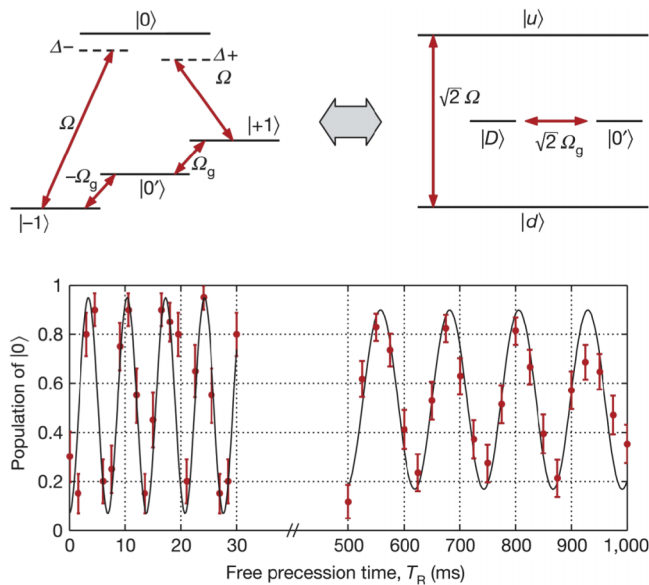 |0⟩
Δ−
Δ+
Ω
Ω
|+1⟩
−Ω_g
Ω_g
|0′⟩
|−1⟩
|u⟩
√2 Ω
|D⟩
√2 Ω_g
|0′⟩
|d⟩
Population of |0⟩
1
0.8
0.6
0.4
0.2
0
0 10 20 30 // 500 600 700 800 900 1,000
Free precession time, T_R (ms)